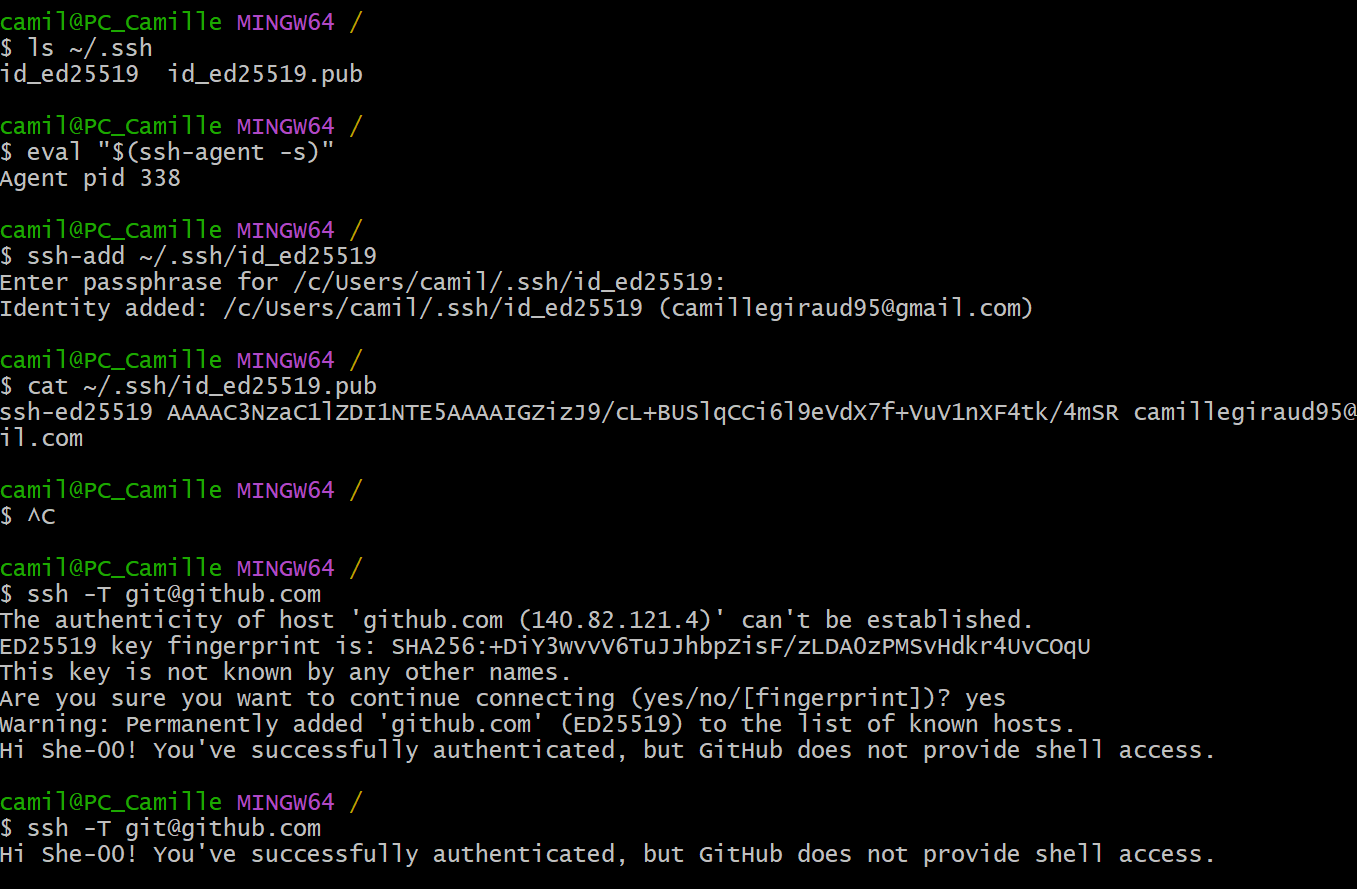 camil@PC_Camille MINGW64 /
$ ls ~/.ssh
id_ed25519  id_ed25519.pub
camil@PC_Camille MINGW64 /
$ eval "$(ssh-agent -s)"
Agent pid 338
camil@PC_Camille MINGW64 /
$ ssh-add ~/.ssh/id_ed25519
Enter passphrase for /c/Users/camil/.ssh/id_ed25519:
Identity added: /c/Users/camil/.ssh/id_ed25519 (camillegiraud95@gmail.com)
camil@PC_Camille MINGW64 /
$ cat ~/.ssh/id_ed25519.pub
ssh-ed25519 AAAAC3NzaC1lZDI1NTE5AAAAIGZizJ9/cL+BUSlqCCi6l9eVdX7f+VuV1nXF4tk/4mSR camillegiraud95@
il.com
camil@PC_Camille MINGW64 /
$ ^C
camil@PC_Camille MINGW64 /
$ ssh -T git@github.com
The authenticity of host 'github.com (140.82.121.4)' can't be established.
ED25519 key fingerprint is: SHA256:+DiY3wvvV6TuJJhbpZisF/zLDA0zPMSvHdkr4UvCOqU
This key is not known by any other names.
Are you sure you want to continue connecting (yes/no/[fingerprint])? yes
Warning: Permanently added 'github.com' (ED25519) to the list of known hosts.
Hi She-00! You've successfully authenticated, but GitHub does not provide shell access.
camil@PC_Camille MINGW64 /
$ ssh -T git@github.com
Hi She-00! You've successfully authenticated, but GitHub does not provide shell access.